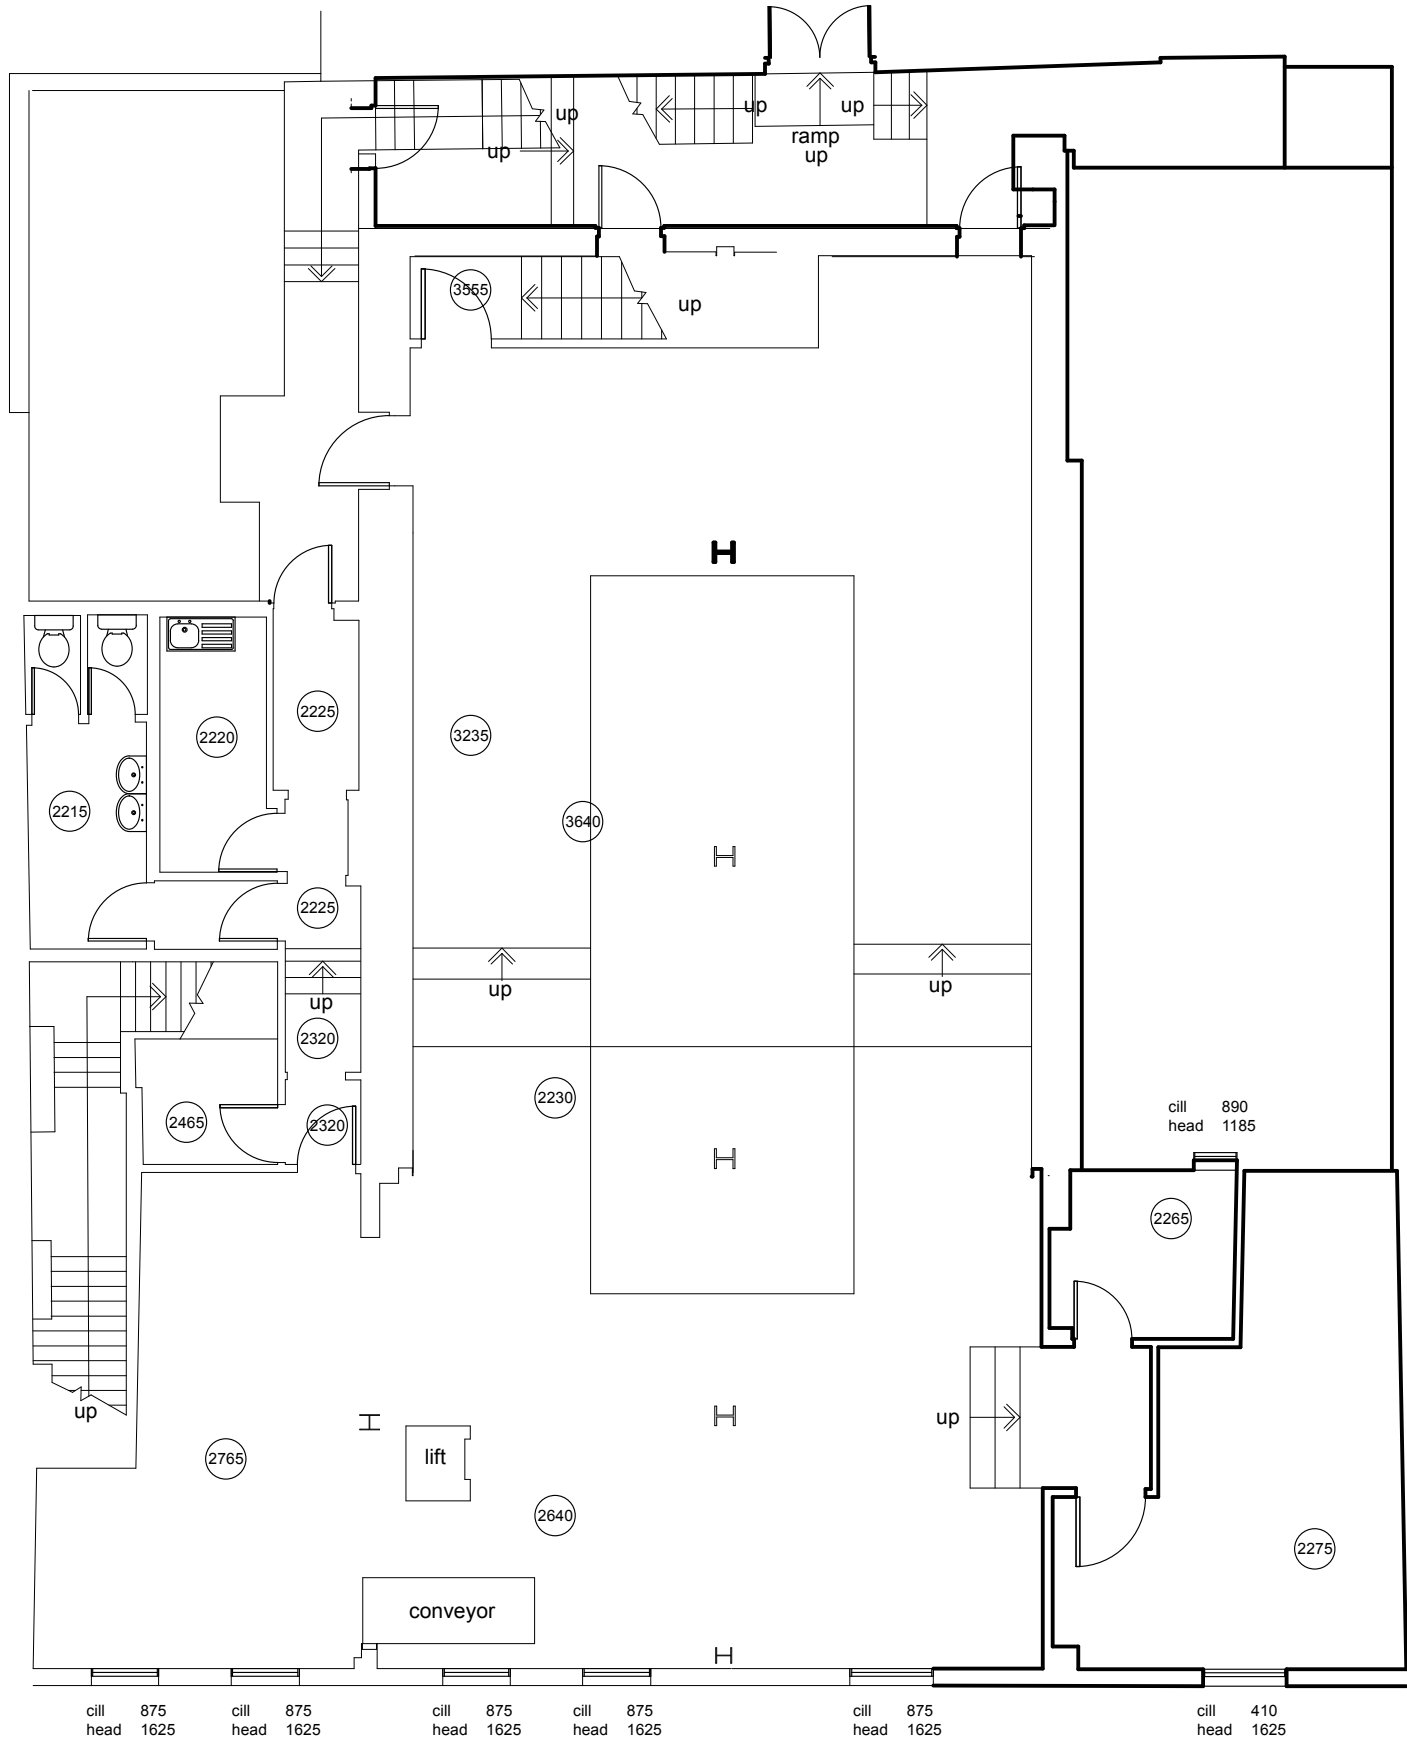 up
up
up
up
ramp
up
3555
up
2225
2220
3235
2215
3640
2225
up
up
up
2320
2230
2465
2320
cill 890
head 1185
2265
up
up
2765
lift
2640
2275
conveyor
cill 875
head 1625
cill 875
head 1625
cill 875
head 1625
cill 875
head 1625
cill 875
head 1625
cill 410
head 1625